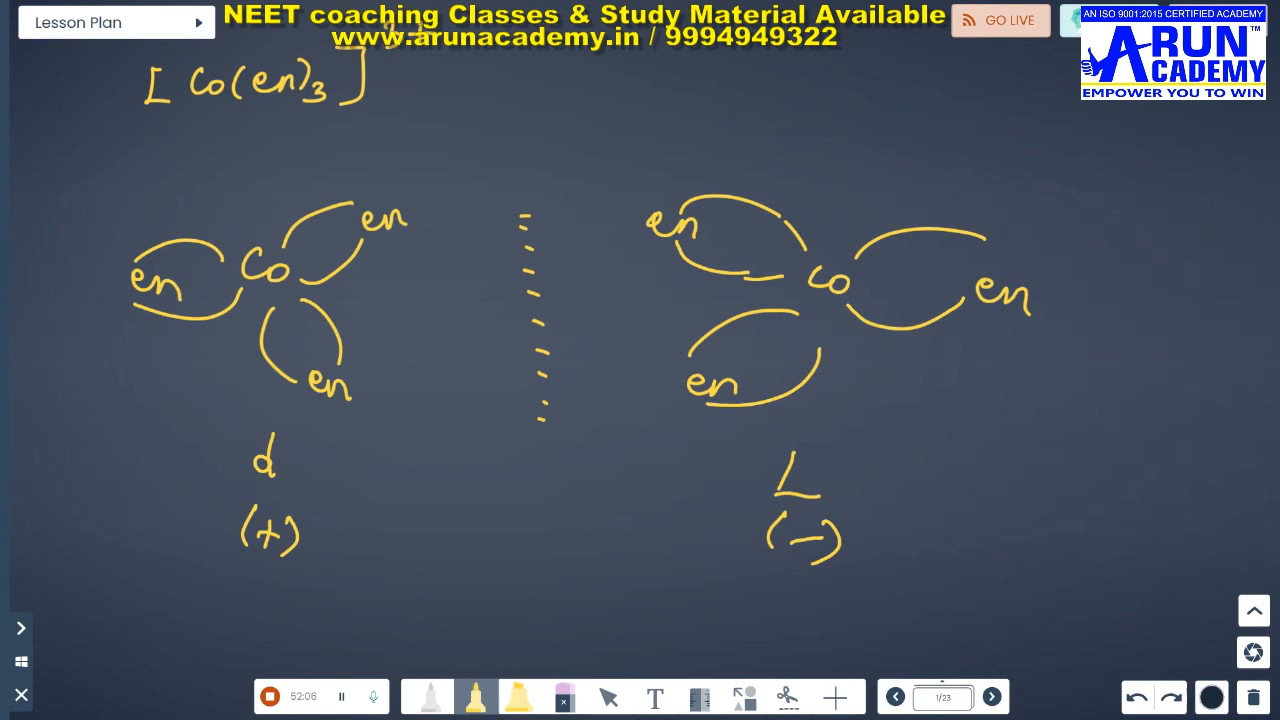 Lesson Plan
NEET coaching Classes & Study Material Available
www.arunacademy.in / 9994949322
GO LIVE
AN ISO 9001:2015 CERTIFIED ACADEMY
ARUN ACADEMY
TM
EMPOWER YOU TO WIN
[Co(en)3]
en Co en
en
en Co en
en
d L
(+) (−)
52:06
T
1/23